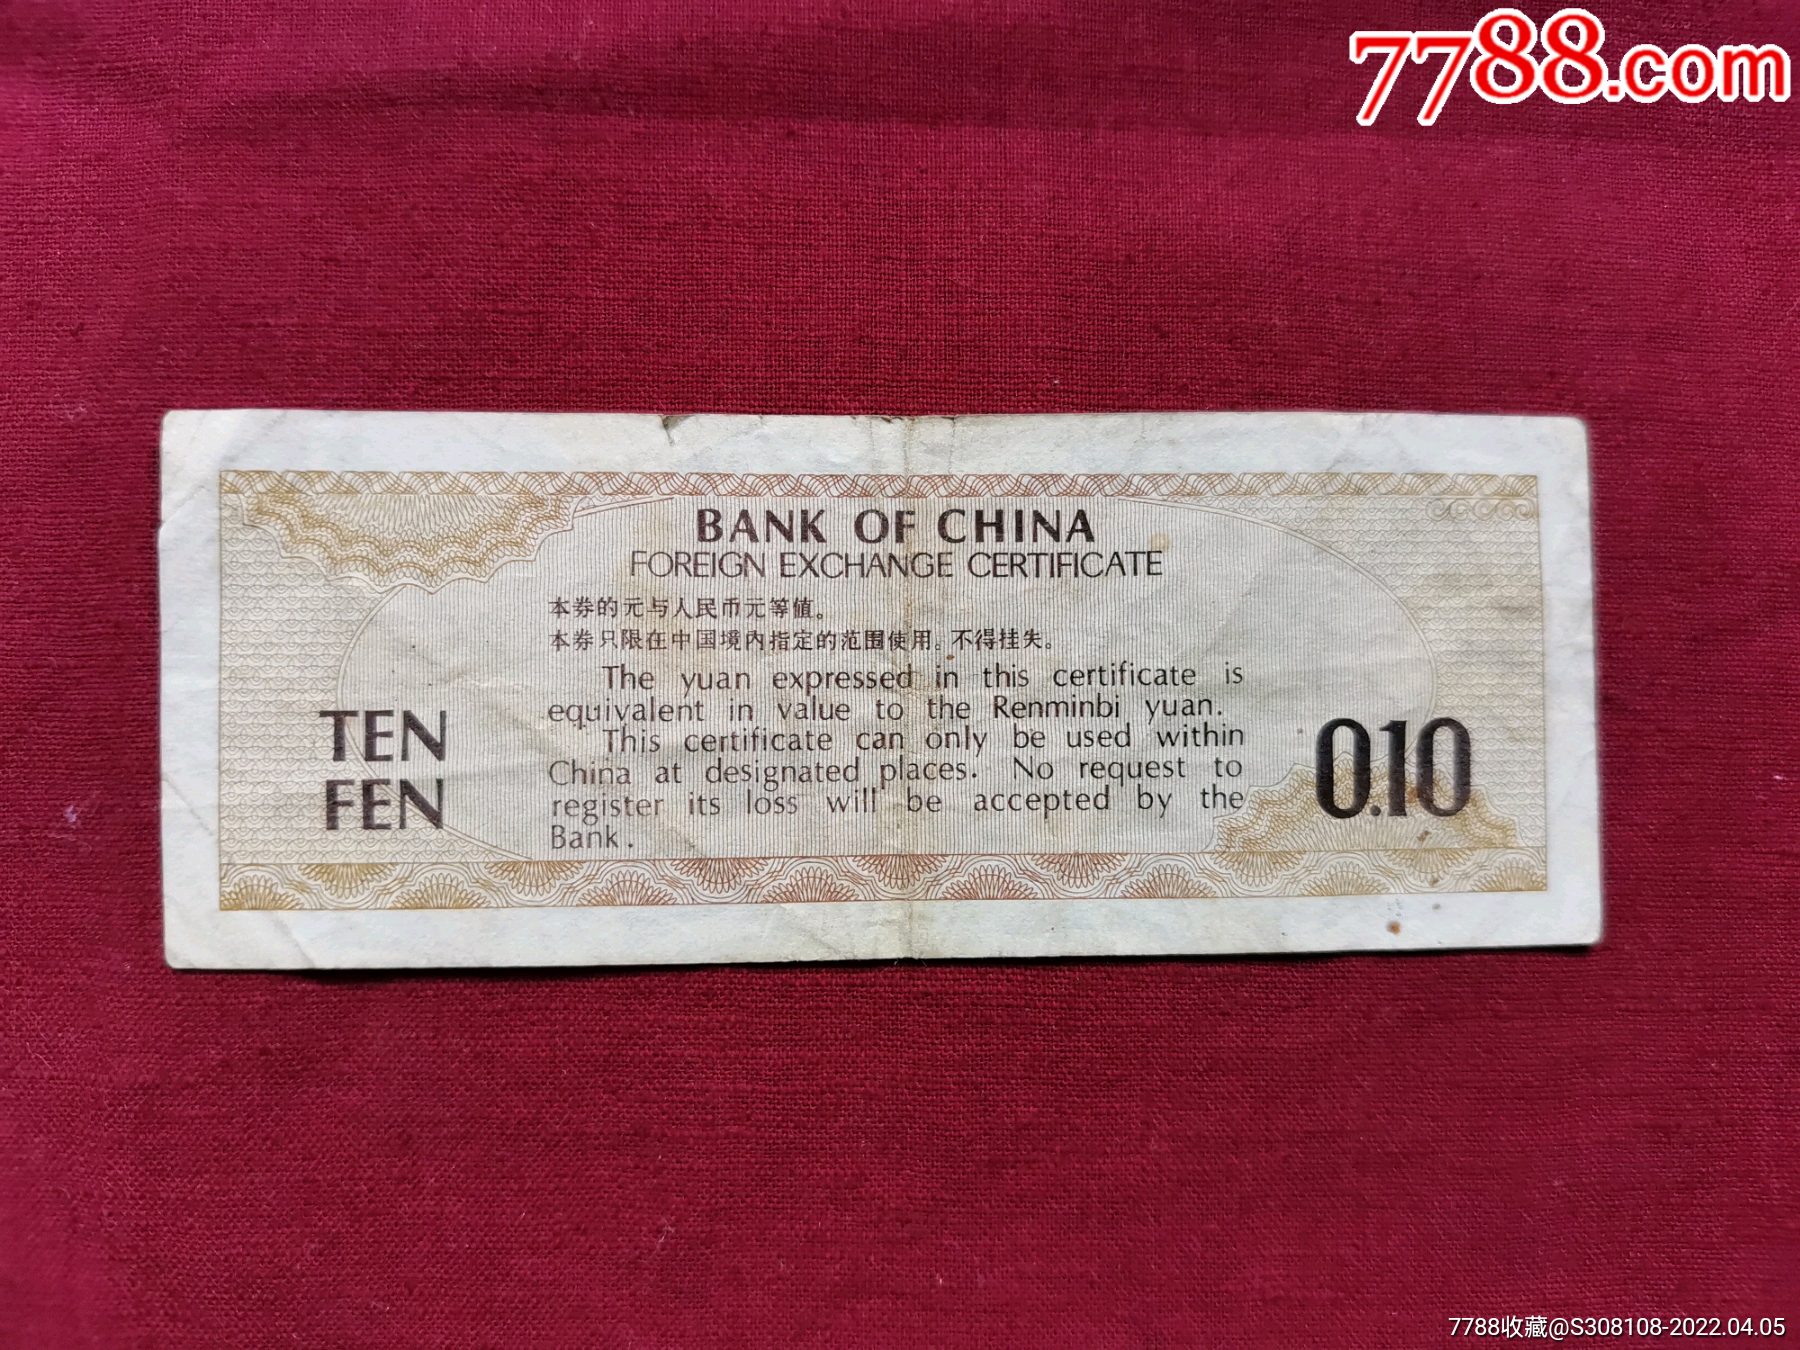 7788.com
BANK OF CHINA
FOREIGN EXCHANGE CERTIFICATE
本券的元与人民币元等值。
本券只限在中国境内指定的范围使用。不得挂失。
The yuan expressed in this certificate is
equivalent in value to the Renminbi yuan.
This certificate can only be used within
China at designated places. No request to
register its loss will be accepted by the
Bank.
TEN
FEN
0.10
7788收藏@S308108-2022.04.05